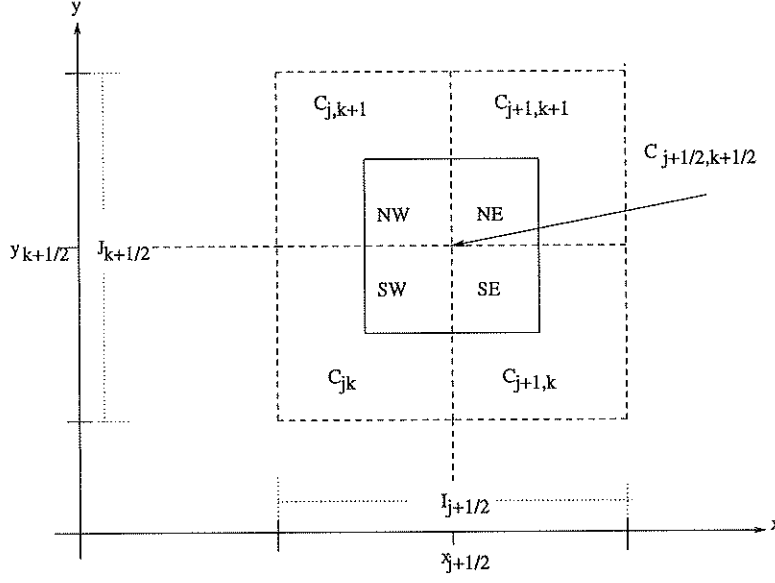 y
C_{j,k+1} C_{j+1,k+1}
C_{j+1/2,k+1/2}
NW NE
y_{k+1/2} J_{k+1/2}
SW SE
C_{jk} C_{j+1,k}
I_{j+1/2}
x
x_{j+1/2}